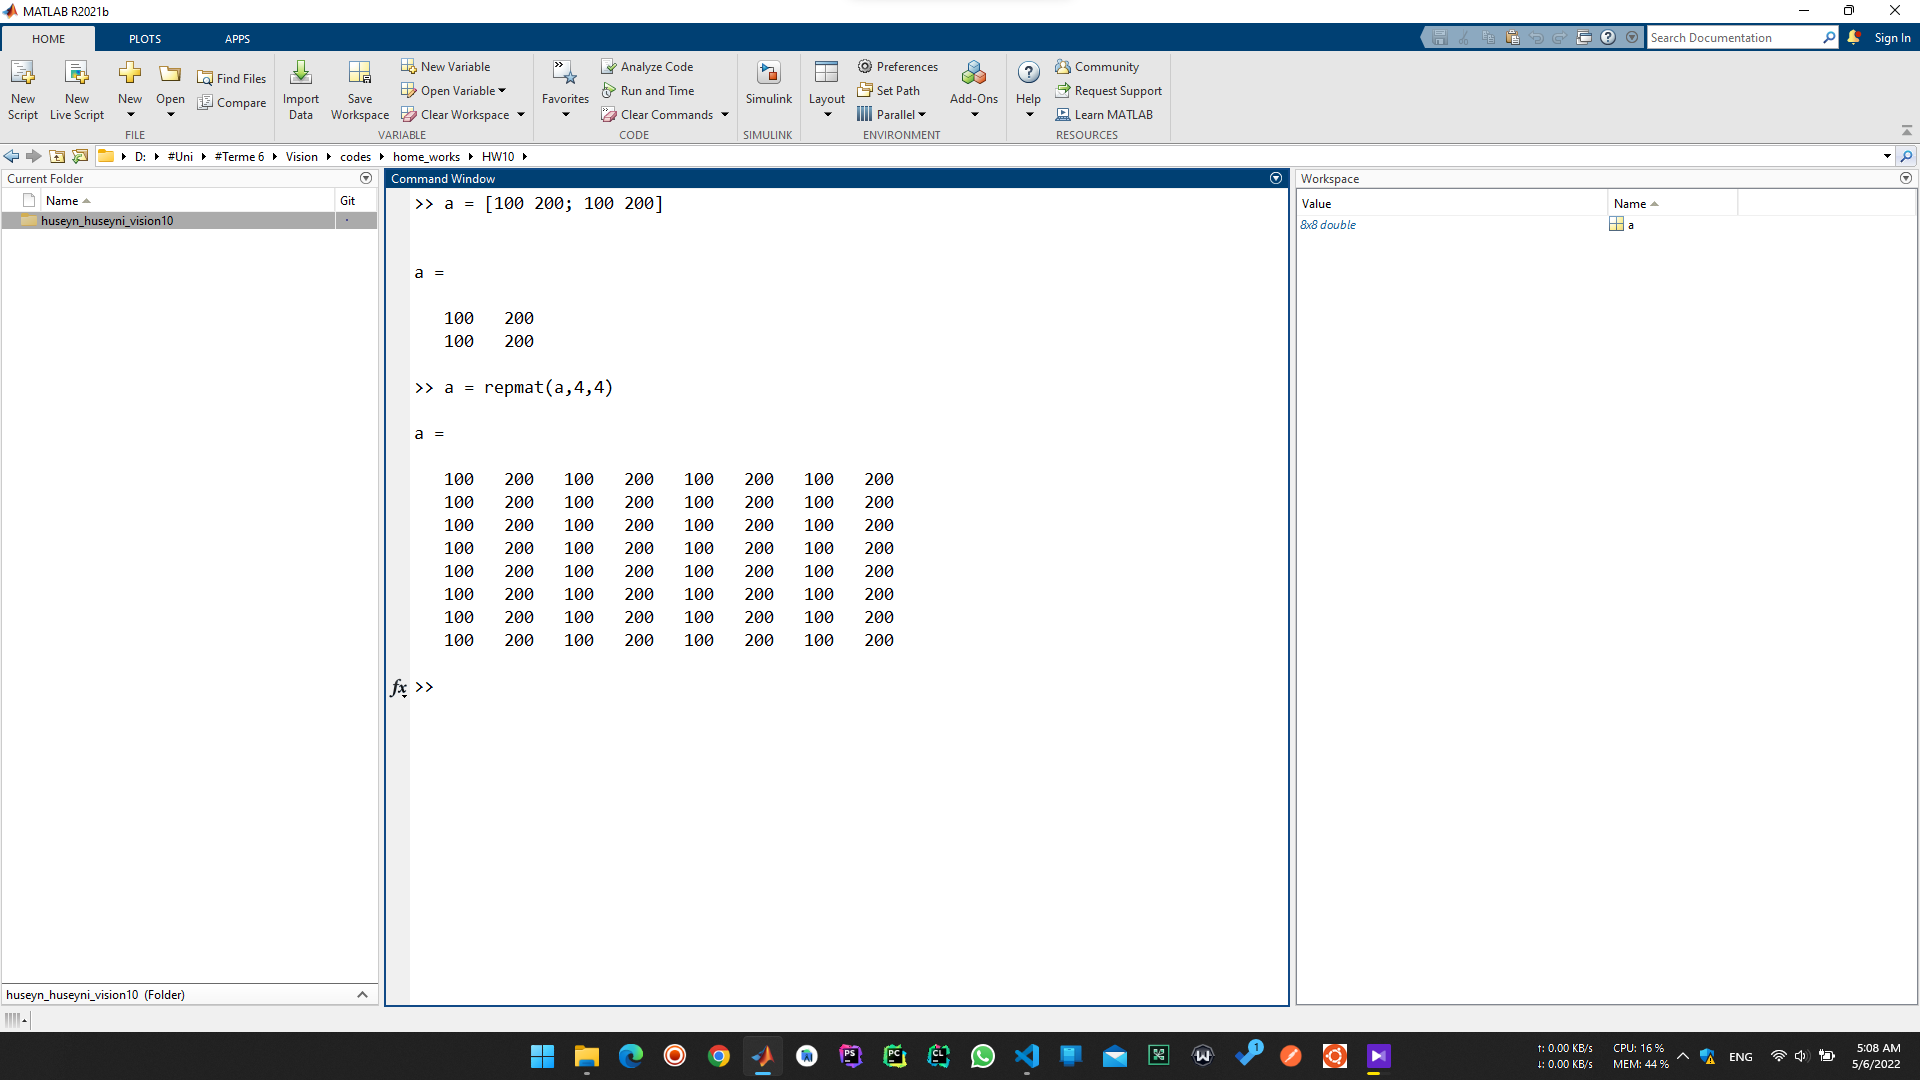 MATLAB R2021b
HOME PLOTS APPS
Search Documentation
Sign In
New Script
New Live Script
New
Open
Find Files
Compare
FILE
Import Data
Save Workspace
New Variable
Open Variable
Clear Workspace
VARIABLE
Favorites
Analyze Code
Run and Time
Clear Commands
CODE
Simulink
SIMULINK
Layout
Preferences
Set Path
Parallel
Add-Ons
ENVIRONMENT
Help
Community
Request Support
Learn MATLAB
RESOURCES
D: #Uni #Terme 6 Vision codes home_works HW10
Current Folder
Name Git
huseyn_huseyni_vision10
huseyn_huseyni_vision10 (Folder)
Command Window
>> a = [100 200; 100 200]
a =
100 200
100 200
>> a = repmat(a,4,4)
a =
100 200 100 200 100 200 100 200
100 200 100 200 100 200 100 200
100 200 100 200 100 200 100 200
100 200 100 200 100 200 100 200
100 200 100 200 100 200 100 200
100 200 100 200 100 200 100 200
100 200 100 200 100 200 100 200
100 200 100 200 100 200 100 200
fx >>
Workspace
Value Name
8x8 double a
PS
PC
CL
1
↑: 0.00 KB/s
↓: 0.00 KB/s
CPU: 16 %
MEM: 44 %
ENG
5:08 AM
5/6/2022